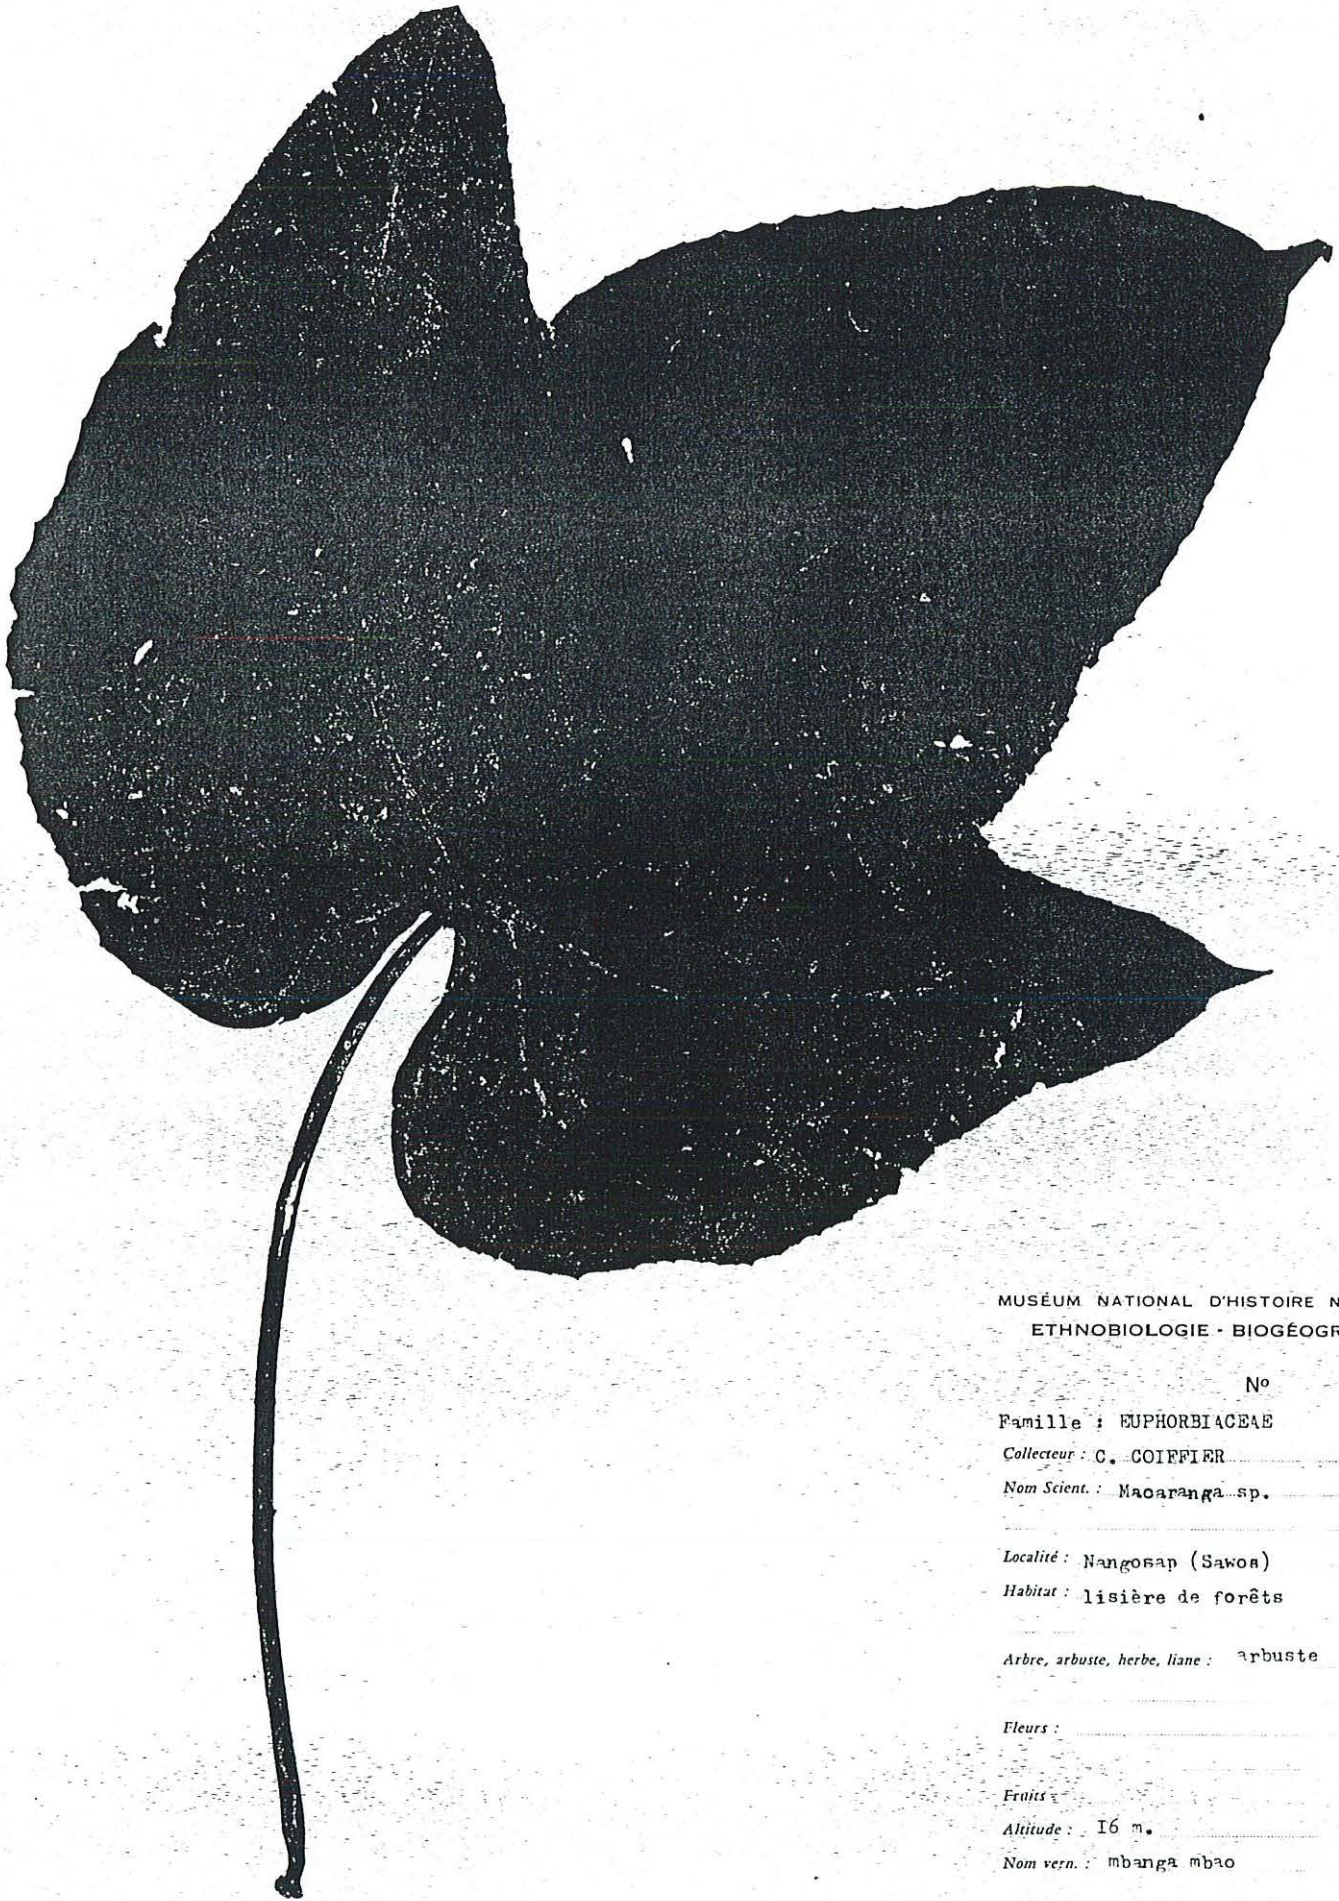 MUSÉUM NATIONAL D'HISTOIRE N
ETHNOBIOLOGIE - BIOGÉOGR
No
Famille : EUPHORBIACEAE
Collecteur : C. COIFFIER
Nom Scient. : Macaranga sp.
Localité : Nangosap (Sawos)
Habitat : lisière de forêts
Arbre, arbuste, herbe, liane : arbuste
Fleurs :
Fruits :
Altitude : I6 m.
Nom vern. : mbanga mbao